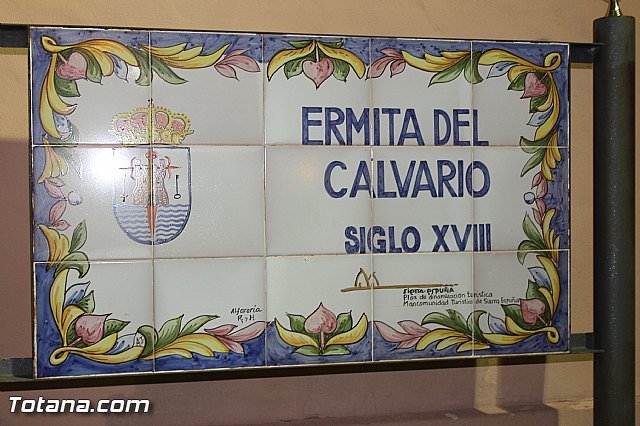 ERMITA DEL
CALVARIO
SIGLO XVIII
Sierra ESPUÑA
Plan de dinamización turística
Mancomunidad Turística de Sierra Espuña
Alfarería
P. y H.
Totana.com